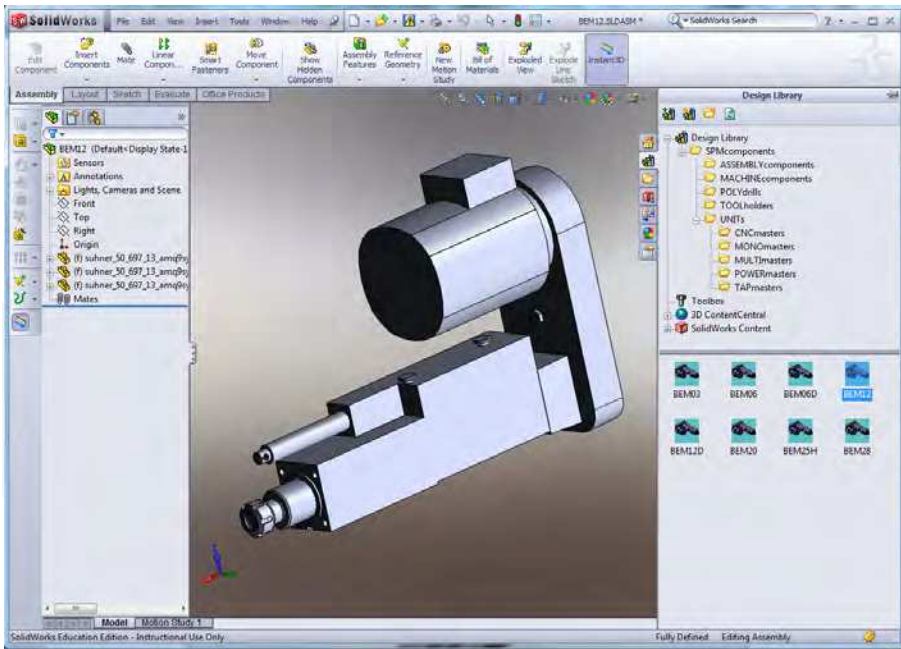 SolidWorks File Edit View Insert Tools Window Help BEM12.SLDASM * SolidWorks Search
Edit Component
Insert Components
Mate
Linear Compon...
Smart Fasteners
Move Component
Show Hidden Components
Assembly Features
Reference Geometry
New Motion Study
Bill of Materials
Exploded View
Explode Line Sketch
Instant3D
Assembly Layout Sketch Evaluate Office Products
BEM12 (Default<Display State-1
Sensors
Annotations
Lights, Cameras and Scene
Front
Top
Right
Origin
(f) suhner_50_697_13_amq9sy
(f) suhner_50_697_13_amq9sy
(f) suhner_50_697_13_amq9sy
Mates
Design Library
Design Library
SPMcomponents
ASSEMBLYcomponents
MACHINEcomponents
POLYdrills
TOOLholders
UNITs
CNCmasters
MONOmasters
MULTImasters
POWERmasters
TAPmasters
Toolbox
3D ContentCentral
SolidWorks Content
BEM03 BEM06 BEM06D BEM12
BEM12D BEM20 BEM25H BEM28
Model Motion Study 1
SolidWorks Education Edition - Instructional Use Only Fully Defined Editing Assembly